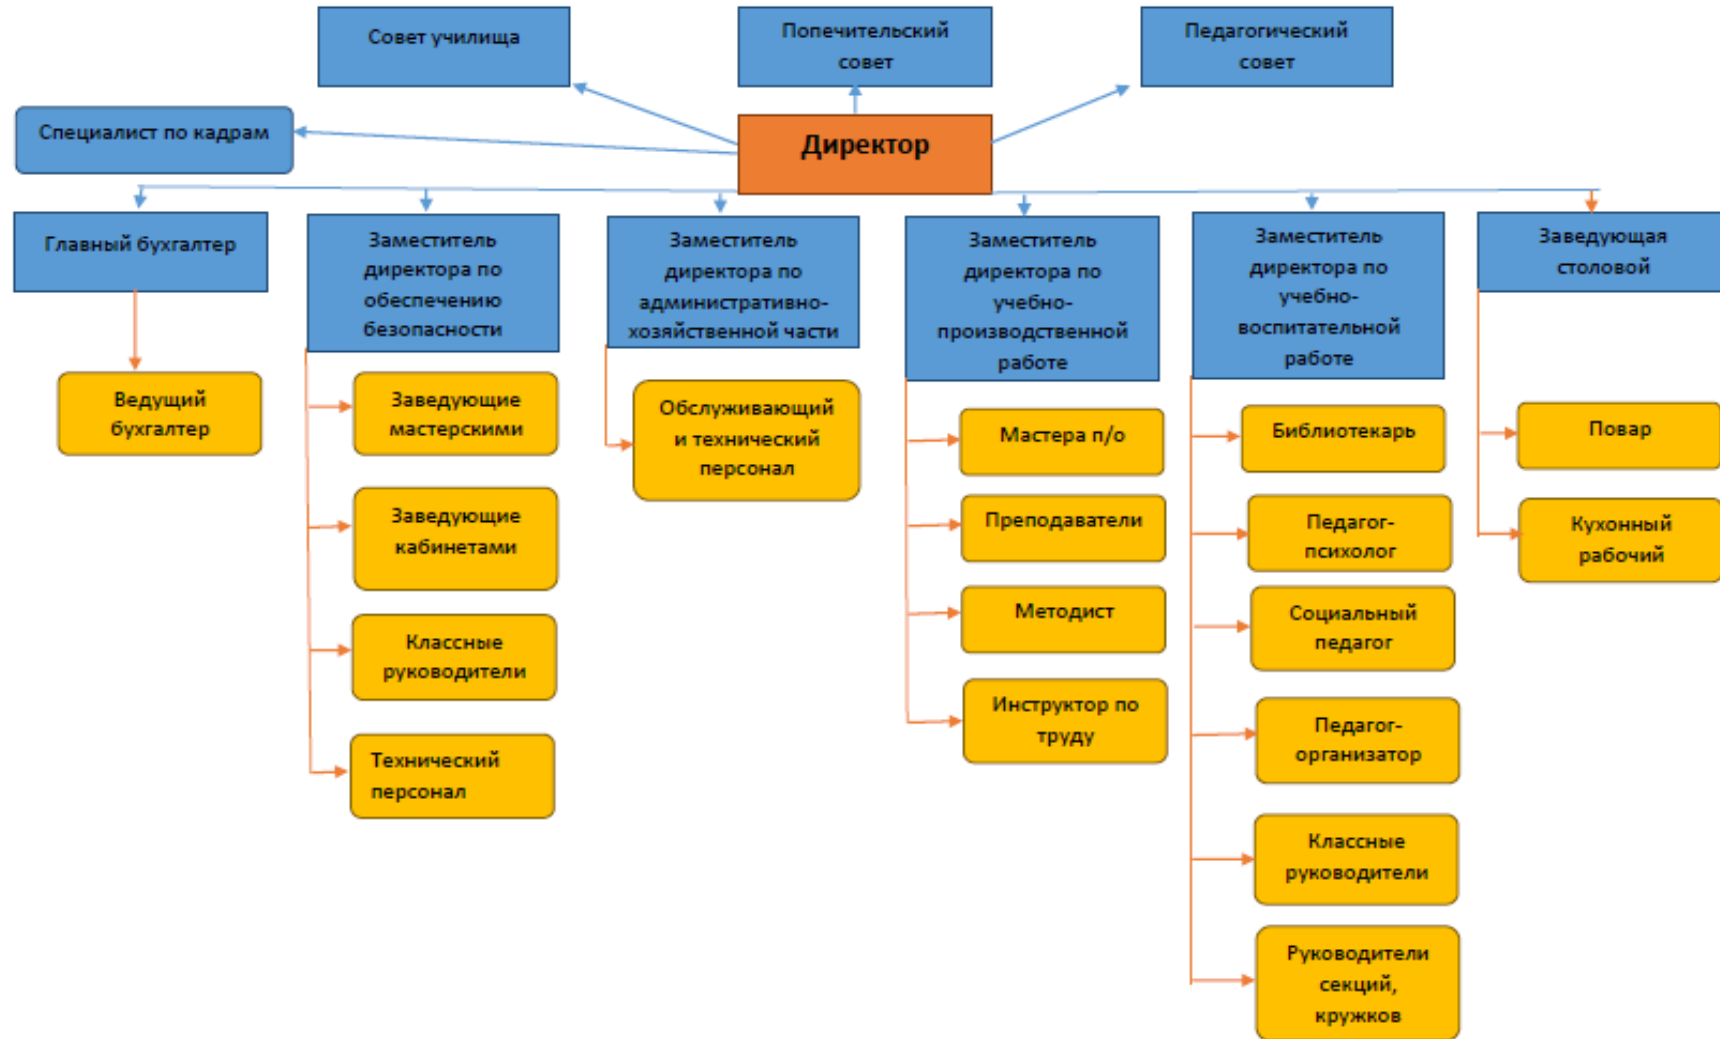 Совет училища
Попечительский
совет
Педагогический
совет
Специалист по кадрам
Директор
Главный бухгалтер
Заместитель
директора по
обеспечению
безопасности
Заместитель
директора по
административно-
хозяйственной части
Заместитель
директора по
учебно-
производственной
работе
Заместитель
директора по
учебно-
воспитательной
работе
Заведующая
столовой
Ведущий
бухгалтер
Заведующие
мастерскими
Заведующие
кабинетами
Классные
руководители
Технический
персонал
Обслуживающий
и технический
персонал
Мастера п/о
Преподаватели
Методист
Инструктор по
труду
Библиотекарь
Педагог-
психолог
Социальный
педагог
Педагог-
организатор
Классные
руководители
Руководители
секций,
кружков
Повар
Кухонный
рабочий